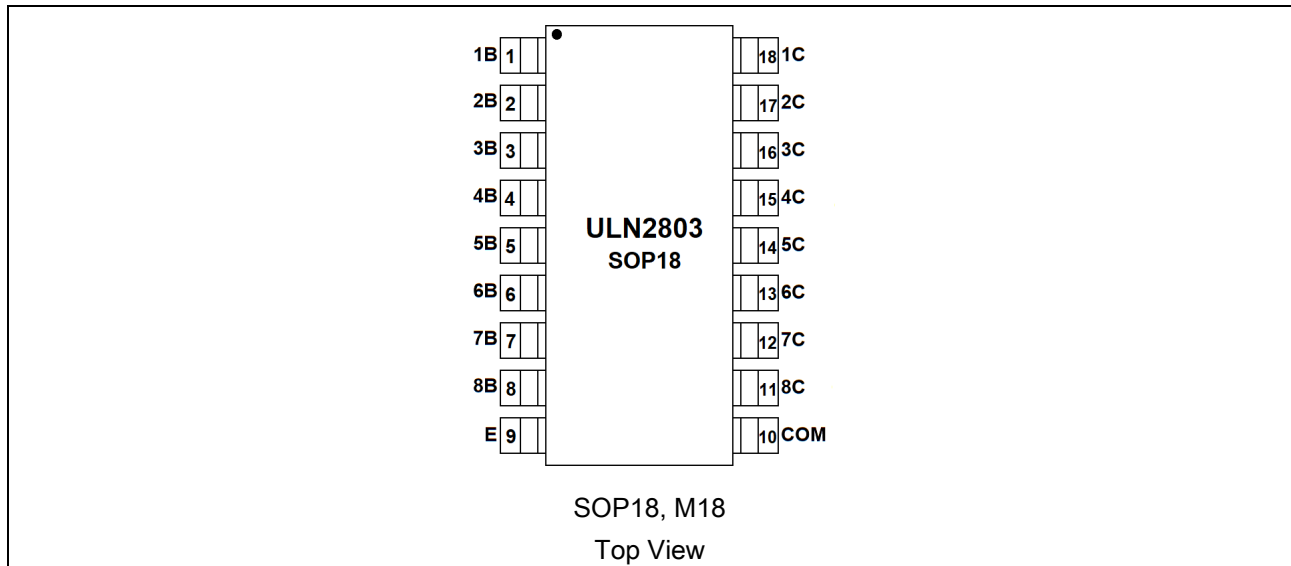 1B 1 18 1C
2B 2 17 2C
3B 3 16 3C
4B 4 15 4C
5B 5 14 5C
ULN2803
SOP18
6B 6 13 6C
7B 7 12 7C
8B 8 11 8C
E 9 10 COM
SOP18, M18
Top View